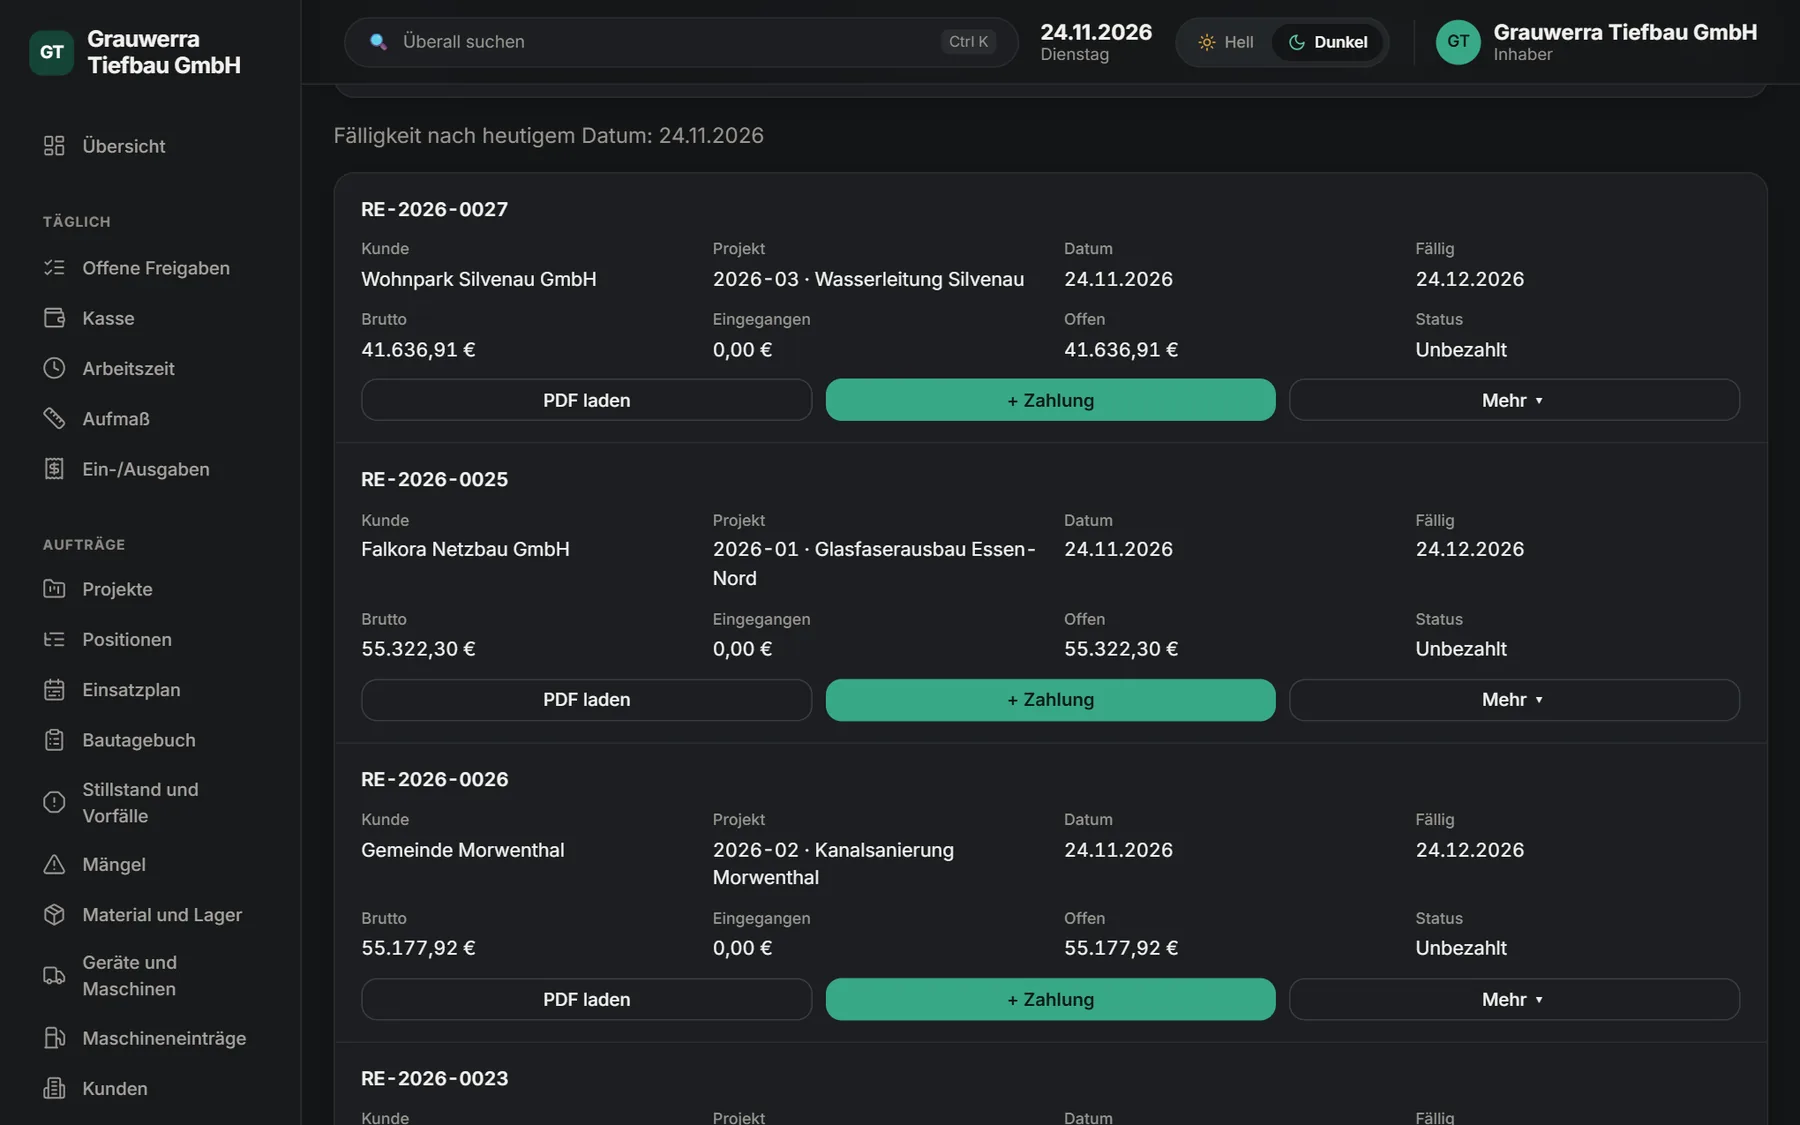 GT
Grauwerra
Tiefbau GmbH
Überall suchen
Ctrl K
24.11.2026
Dienstag
Hell
Dunkel
GT
Grauwerra Tiefbau GmbH
Inhaber
Übersicht
TÄGLICH
Offene Freigaben
Kasse
Arbeitszeit
Aufmaß
Ein-/Ausgaben
AUFTRÄGE
Projekte
Positionen
Einsatzplan
Bautagebuch
Stillstand und
Vorfälle
Mängel
Material und Lager
Geräte und
Maschinen
Maschineneinträge
Kunden
Fälligkeit nach heutigem Datum: 24.11.2026
RE-2026-0027
Kunde
Projekt
Datum
Fällig
Wohnpark Silvenau GmbH
2026-03 · Wasserleitung Silvenau
24.11.2026
24.12.2026
Brutto
Eingegangen
Offen
Status
41.636,91 €
0,00 €
41.636,91 €
Unbezahlt
PDF laden
+ Zahlung
Mehr ▾
RE-2026-0025
Kunde
Projekt
Datum
Fällig
Falkora Netzbau GmbH
2026-01 · Glasfaserausbau Essen-
Nord
24.11.2026
24.12.2026
Brutto
Eingegangen
Offen
Status
55.322,30 €
0,00 €
55.322,30 €
Unbezahlt
PDF laden
+ Zahlung
Mehr ▾
RE-2026-0026
Kunde
Projekt
Datum
Fällig
Gemeinde Morwenthal
2026-02 · Kanalsanierung
Morwenthal
24.11.2026
24.12.2026
Brutto
Eingegangen
Offen
Status
55.177,92 €
0,00 €
55.177,92 €
Unbezahlt
PDF laden
+ Zahlung
Mehr ▾
RE-2026-0023
Kunde
Projekt
Datum
Fällig